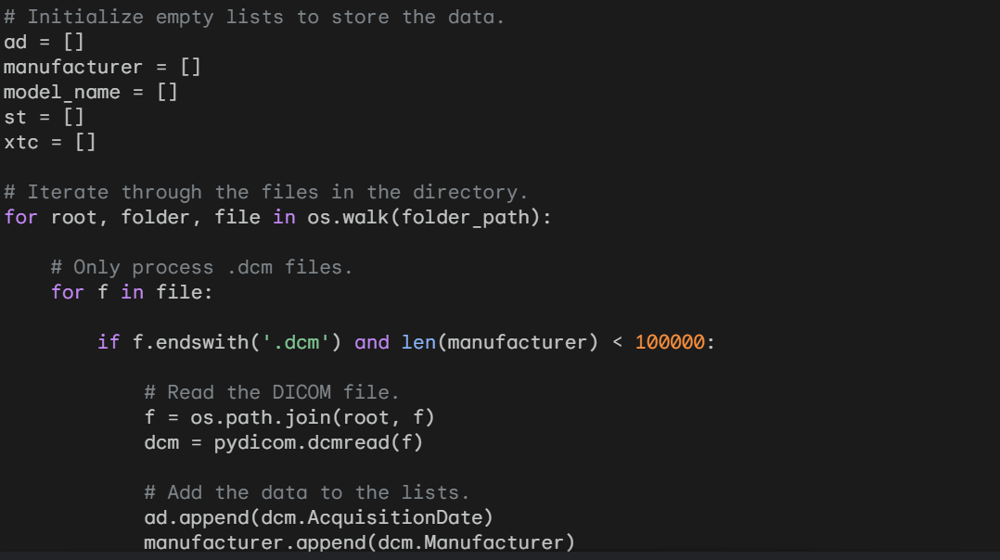 # Initialize empty lists to store the data.
ad = []
manufacturer = []
model_name = []
st = []
xtc = []
# Iterate through the files in the directory.
for root, folder, file in os.walk(folder_path):
# Only process .dcm files.
for f in file:
if f.endswith('.dcm') and len(manufacturer) < 100000:
# Read the DICOM file.
f = os.path.join(root, f)
dcm = pydicom.dcmread(f)
# Add the data to the lists.
ad.append(dcm.AcquisitionDate)
manufacturer.append(dcm.Manufacturer)